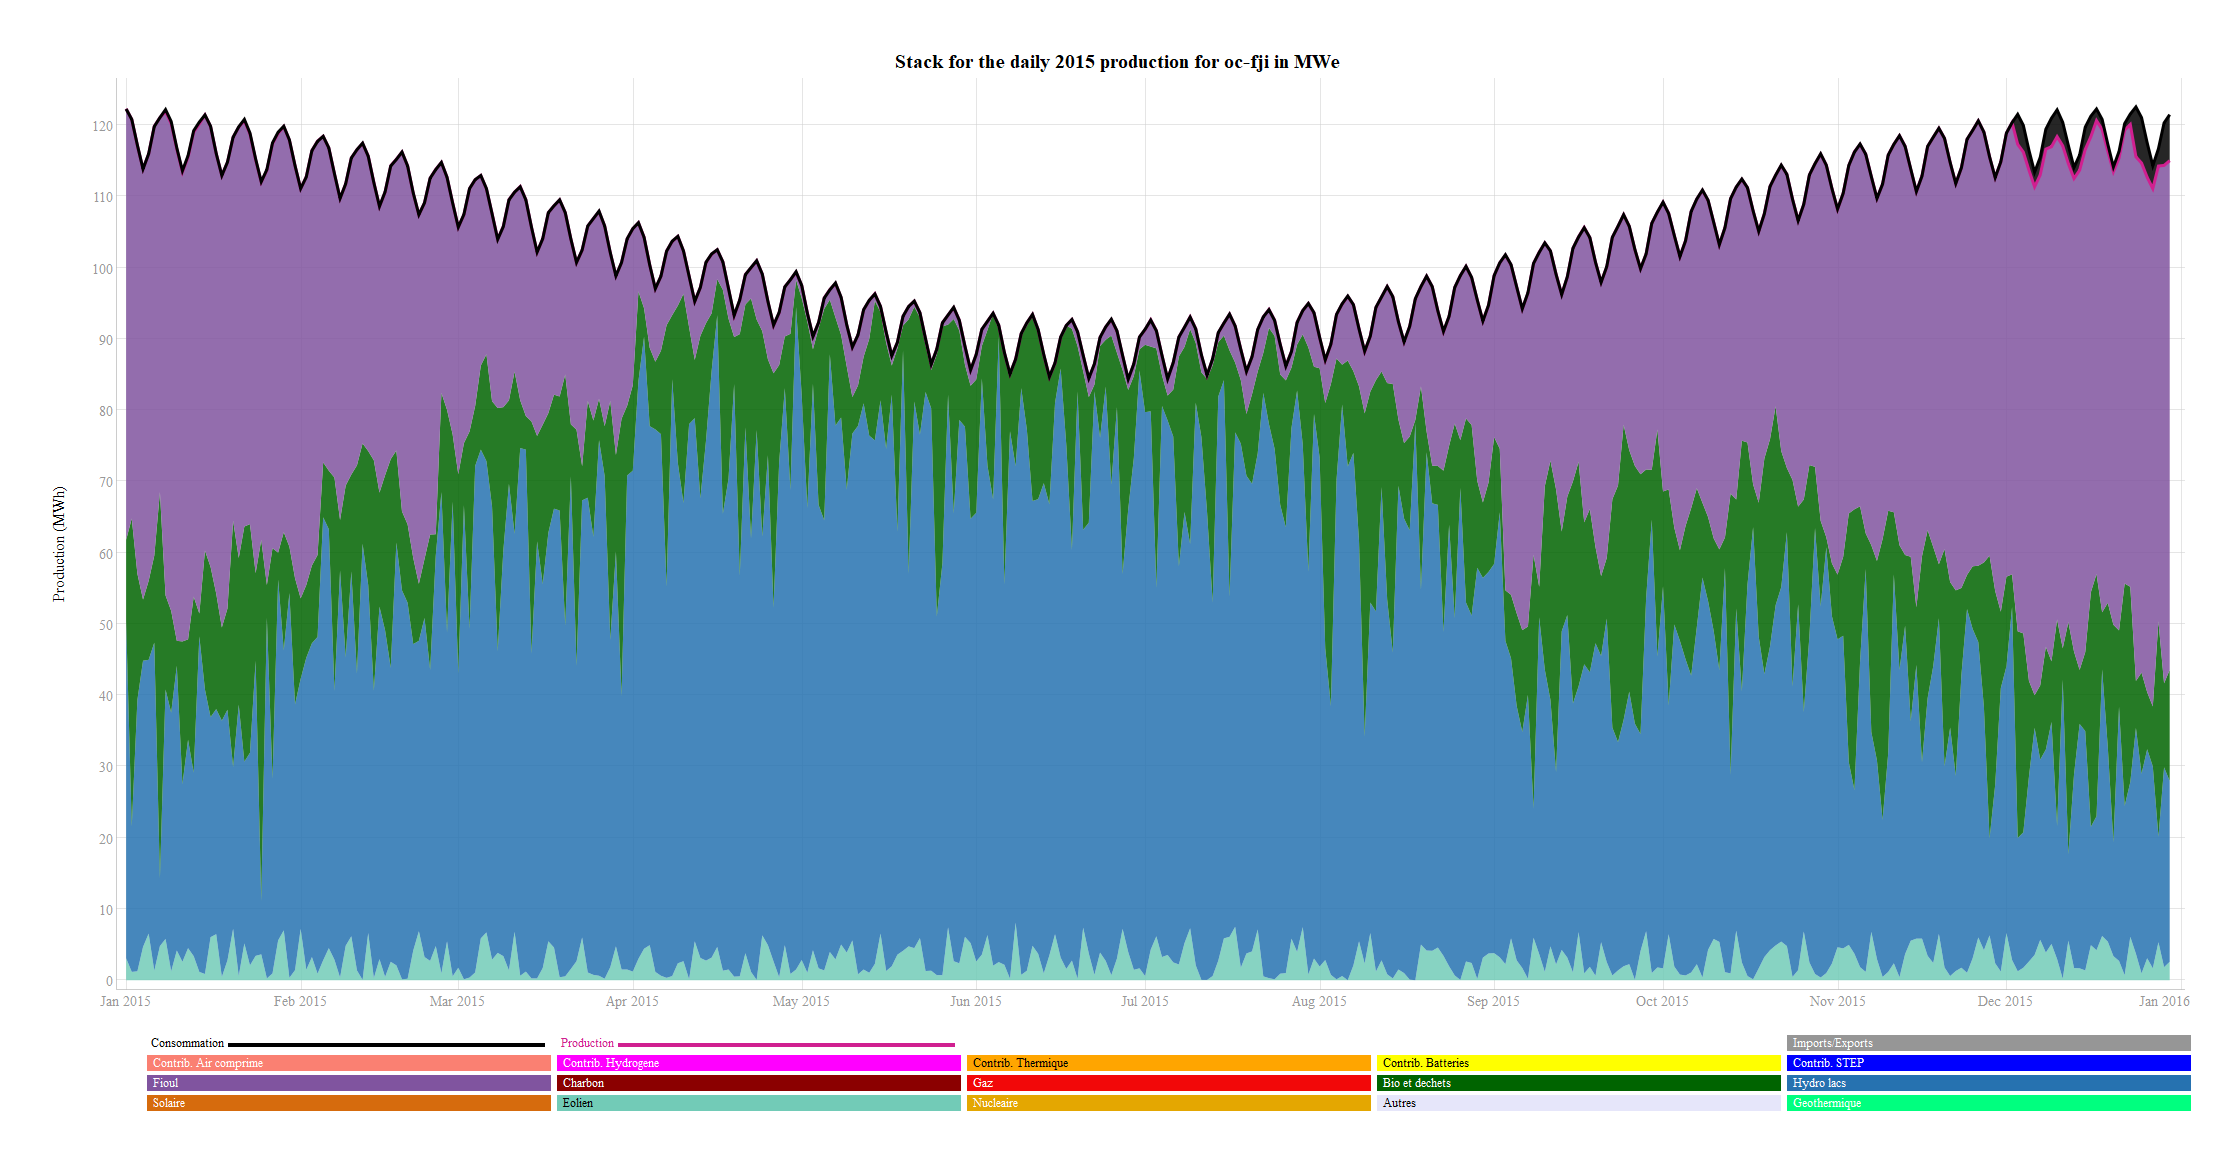 Stack for the daily 2015 production for oc-fji in MWe
Production (MWh)
120
110
100
90
80
70
60
50
40
30
20
10
0
Jan 2015 Feb 2015 Mar 2015 Apr 2015 May 2015 Jun 2015 Jul 2015 Aug 2015 Sep 2015 Oct 2015 Nov 2015 Dec 2015 Jan 2016
Consommation Production Imports/Exports
Contrib. Air comprime Contrib. Hydrogene Contrib. Thermique Contrib. Batteries Contrib. STEP
Fioul Charbon Gaz Bio et dechets Hydro lacs
Solaire Eolien Nucleaire Autres Geothermique